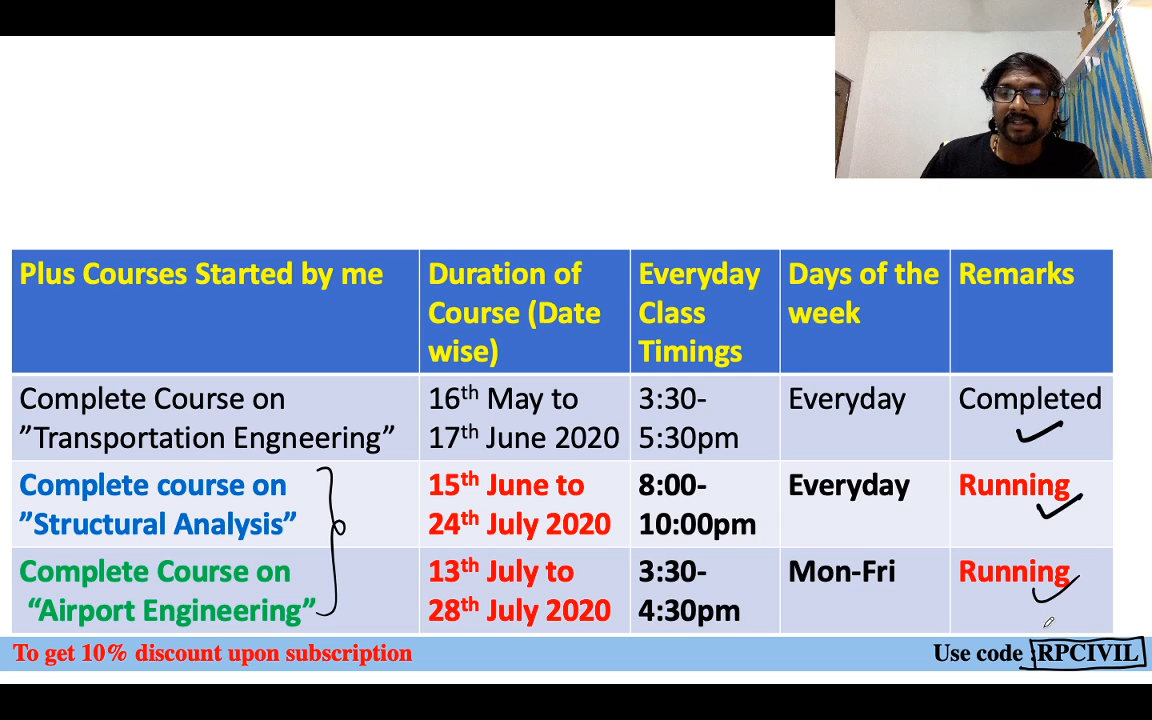 Plus Courses Started by me
Duration of
Course (Date
wise)
Everyday
Class
Timings
Days of the
week
Remarks
Complete Course on
”Transportation Engneering”
16th May to
17th June 2020
3:30-
5:30pm
Everyday
Completed
Complete course on
”Structural Analysis”
15th June to
24th July 2020
8:00-
10:00pm
Everyday
Running
Complete Course on
“Airport Engineering”
13th July to
28th July 2020
3:30-
4:30pm
Mon-Fri
Running
To get 10% discount upon subscription
Use code :RPCIVIL